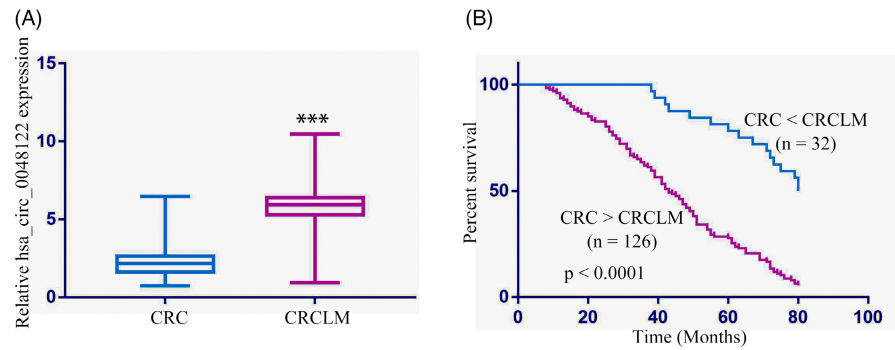 (A)
Relative hsa_circ_0048122 expression
15
10
5
0
***
CRC
CRCLM
(B)
Percent survival
100
50
0
CRC < CRCLM
(n = 32)
CRC > CRCLM
(n = 126)
p < 0.0001
0
20
40
60
80
100
Time (Months)